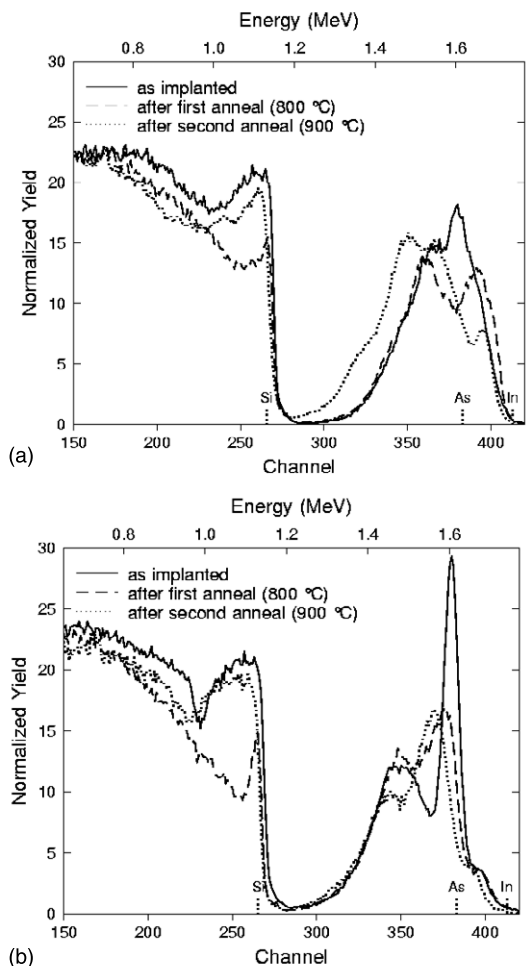 Energy (MeV)
0.8 1.0 1.2 1.4 1.6
30
25
20
15
10
5
0
Normalized Yield
as implanted
after first anneal (800 °C)
after second anneal (900 °C)
Si As In
150 200 250 300 350 400
Channel
(a)
Energy (MeV)
0.8 1.0 1.2 1.4 1.6
30
25
20
15
10
5
0
Normalized Yield
as implanted
after first anneal (800 °C)
after second anneal (900 °C)
Si As In
150 200 250 300 350 400
Channel
(b)